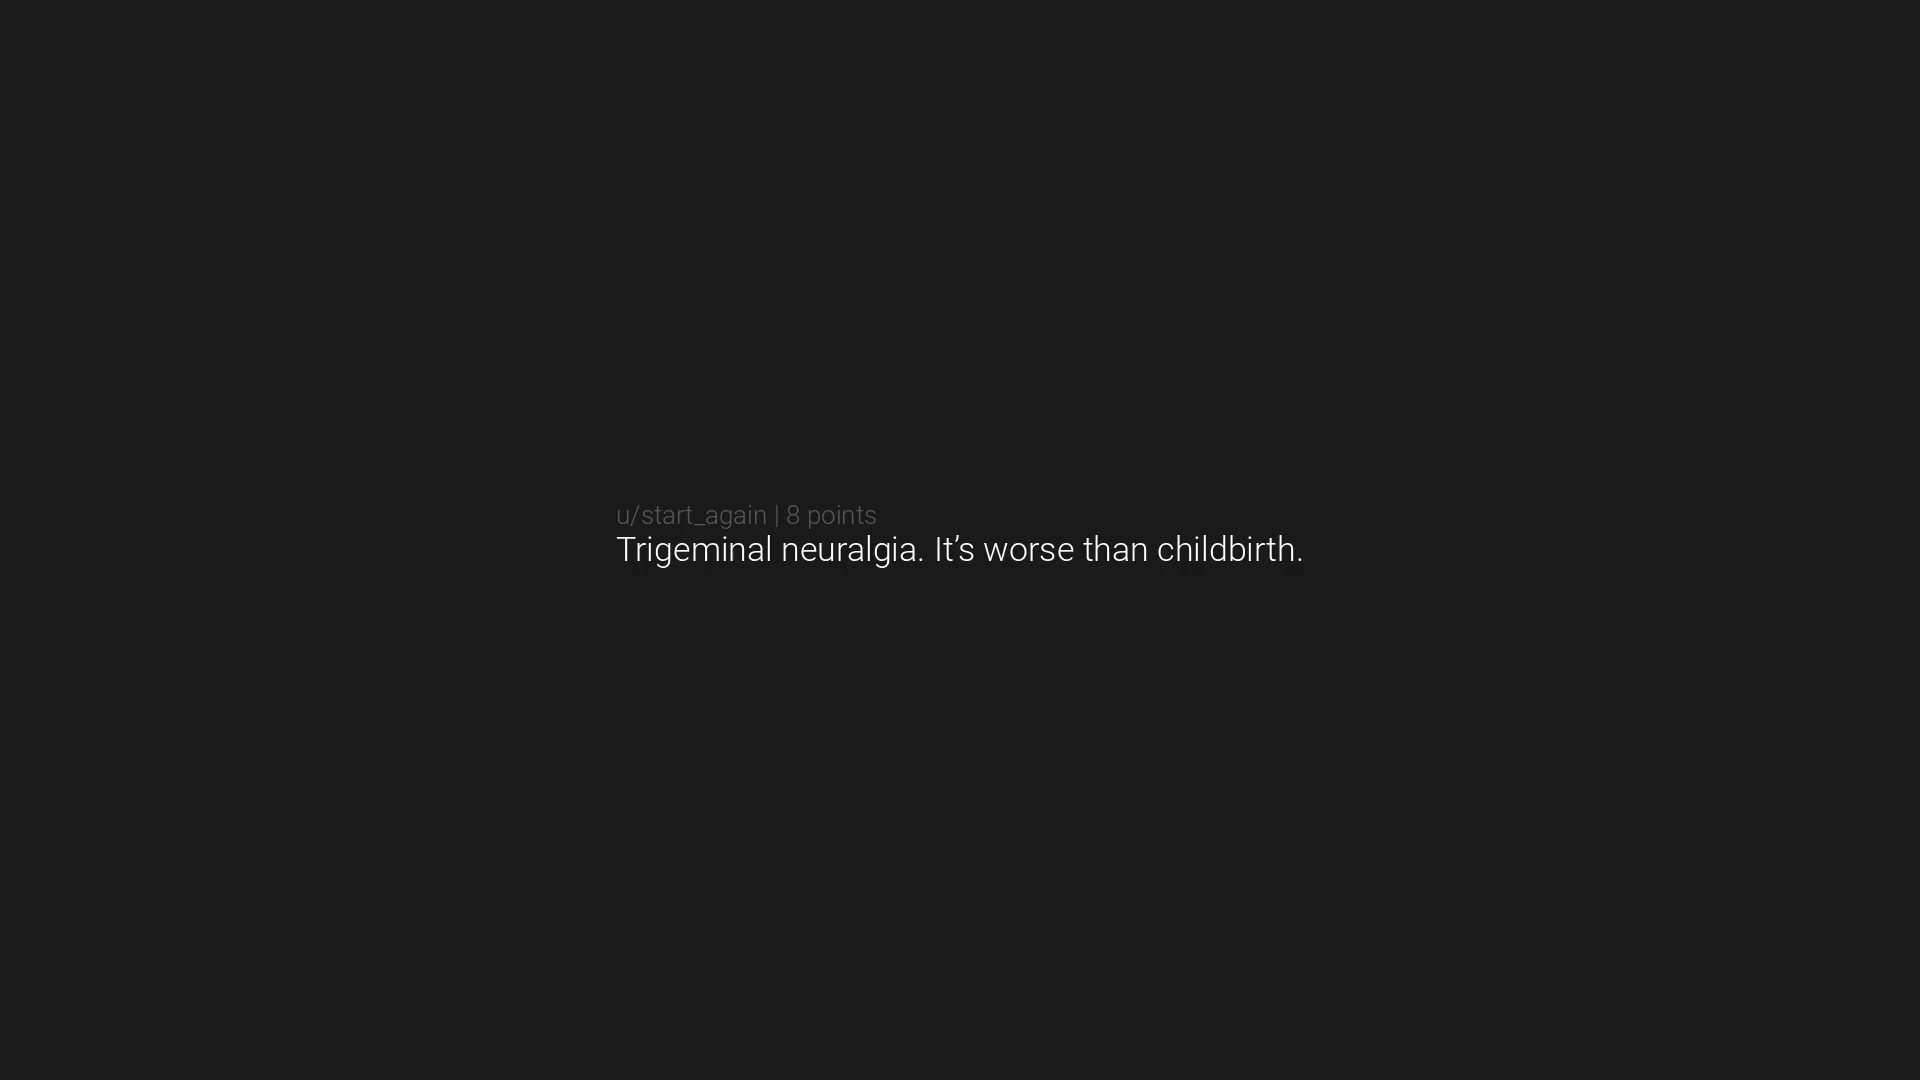 u/start_again | 8 points
Trigeminal neuralgia. It’s worse than childbirth.